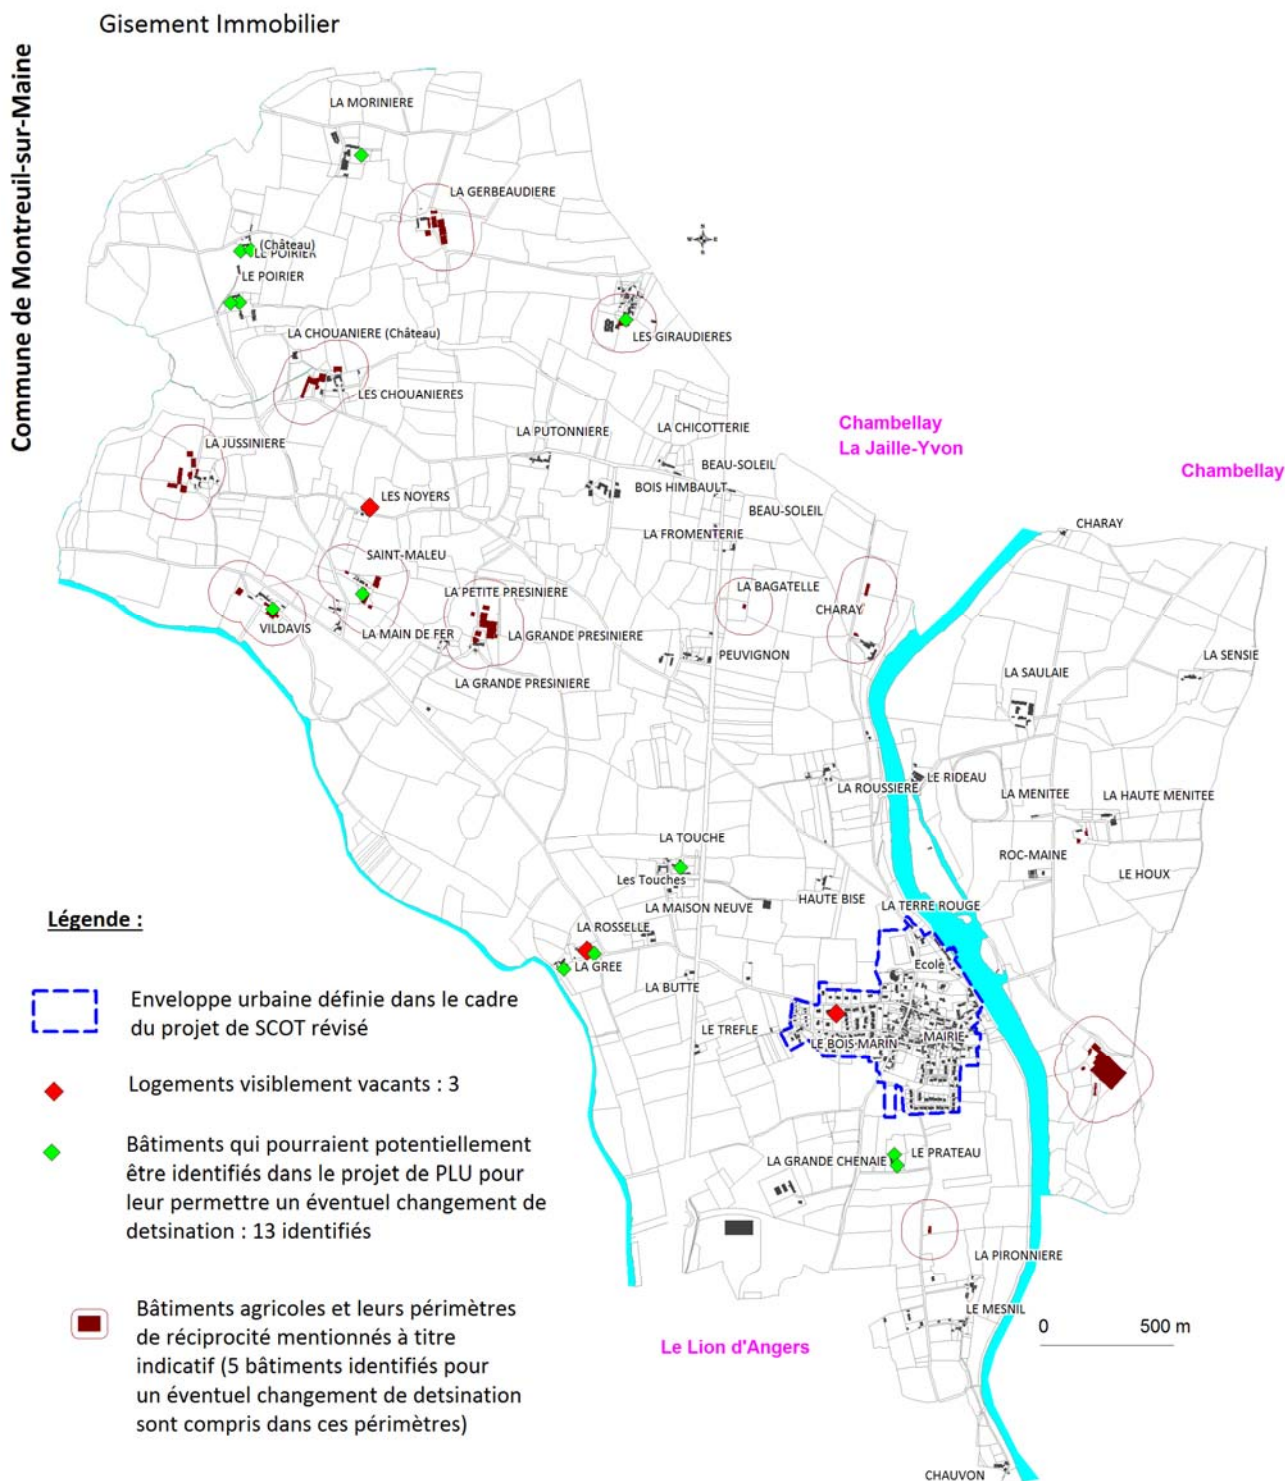 Gisement Immobilier
Commune de Montreuil-sur-Maine
LA MORINIERE
LA GERBEAUDIERE
(Château)
LE POIRIER
LE POIRIER
N
W
E
S
LES GIRAUDIERES
LA CHOUANIERE (Château)
LES CHOUANIERES
LA JUSSINIERE
LA PUTONNIERE
LA CHICOTTERIE
Chambellay
La Jaille-Yvon
Chambellay
BEAU-SOLEIL
BOIS HIMBAULT
LES NOYERS
BEAU-SOLEIL
LA FROMENTERIE
CHARAY
SAINT-MALEU
LA PETITE PRESINIERE
LA BAGATELLE
CHARAY
VILDAVIS
LA MAIN DE FER
LA GRANDE PRESINIERE
PEUVIGNON
LA SENSIE
LA SAULAIE
LA GRANDE PRESINIERE
LE RIDEAU
LA ROUSSIERE
LA MENITEE
LA HAUTE MENITEE
LA TOUCHE
ROC-MAINE
LE HOUX
Les Touches
HAUTE BISE
LA MAISON NEUVE
LA TERRE ROUGE
LA ROSSELLE
Ecole
LA GREE
LA BUTTE
LE TREFLE
LE BOIS MARIN
MAIRIE
LA GRANDE CHENAIE
LE PRATEAU
LA PIRONNIERE
LE MESNIL
Le Lion d'Angers
0
500 m
CHAUVON
Légende :
Enveloppe urbaine définie dans le cadre
du projet de SCOT révisé
Logements visiblement vacants : 3
Bâtiments qui pourraient potentiellement
être identifiés dans le projet de PLU pour
leur permettre un éventuel changement de
detsination : 13 identifiés
Bâtiments agricoles et leurs périmètres
de réciprocité mentionnés à titre
indicatif (5 bâtiments identifiés pour
un éventuel changement de detsination
sont compris dans ces périmètres)